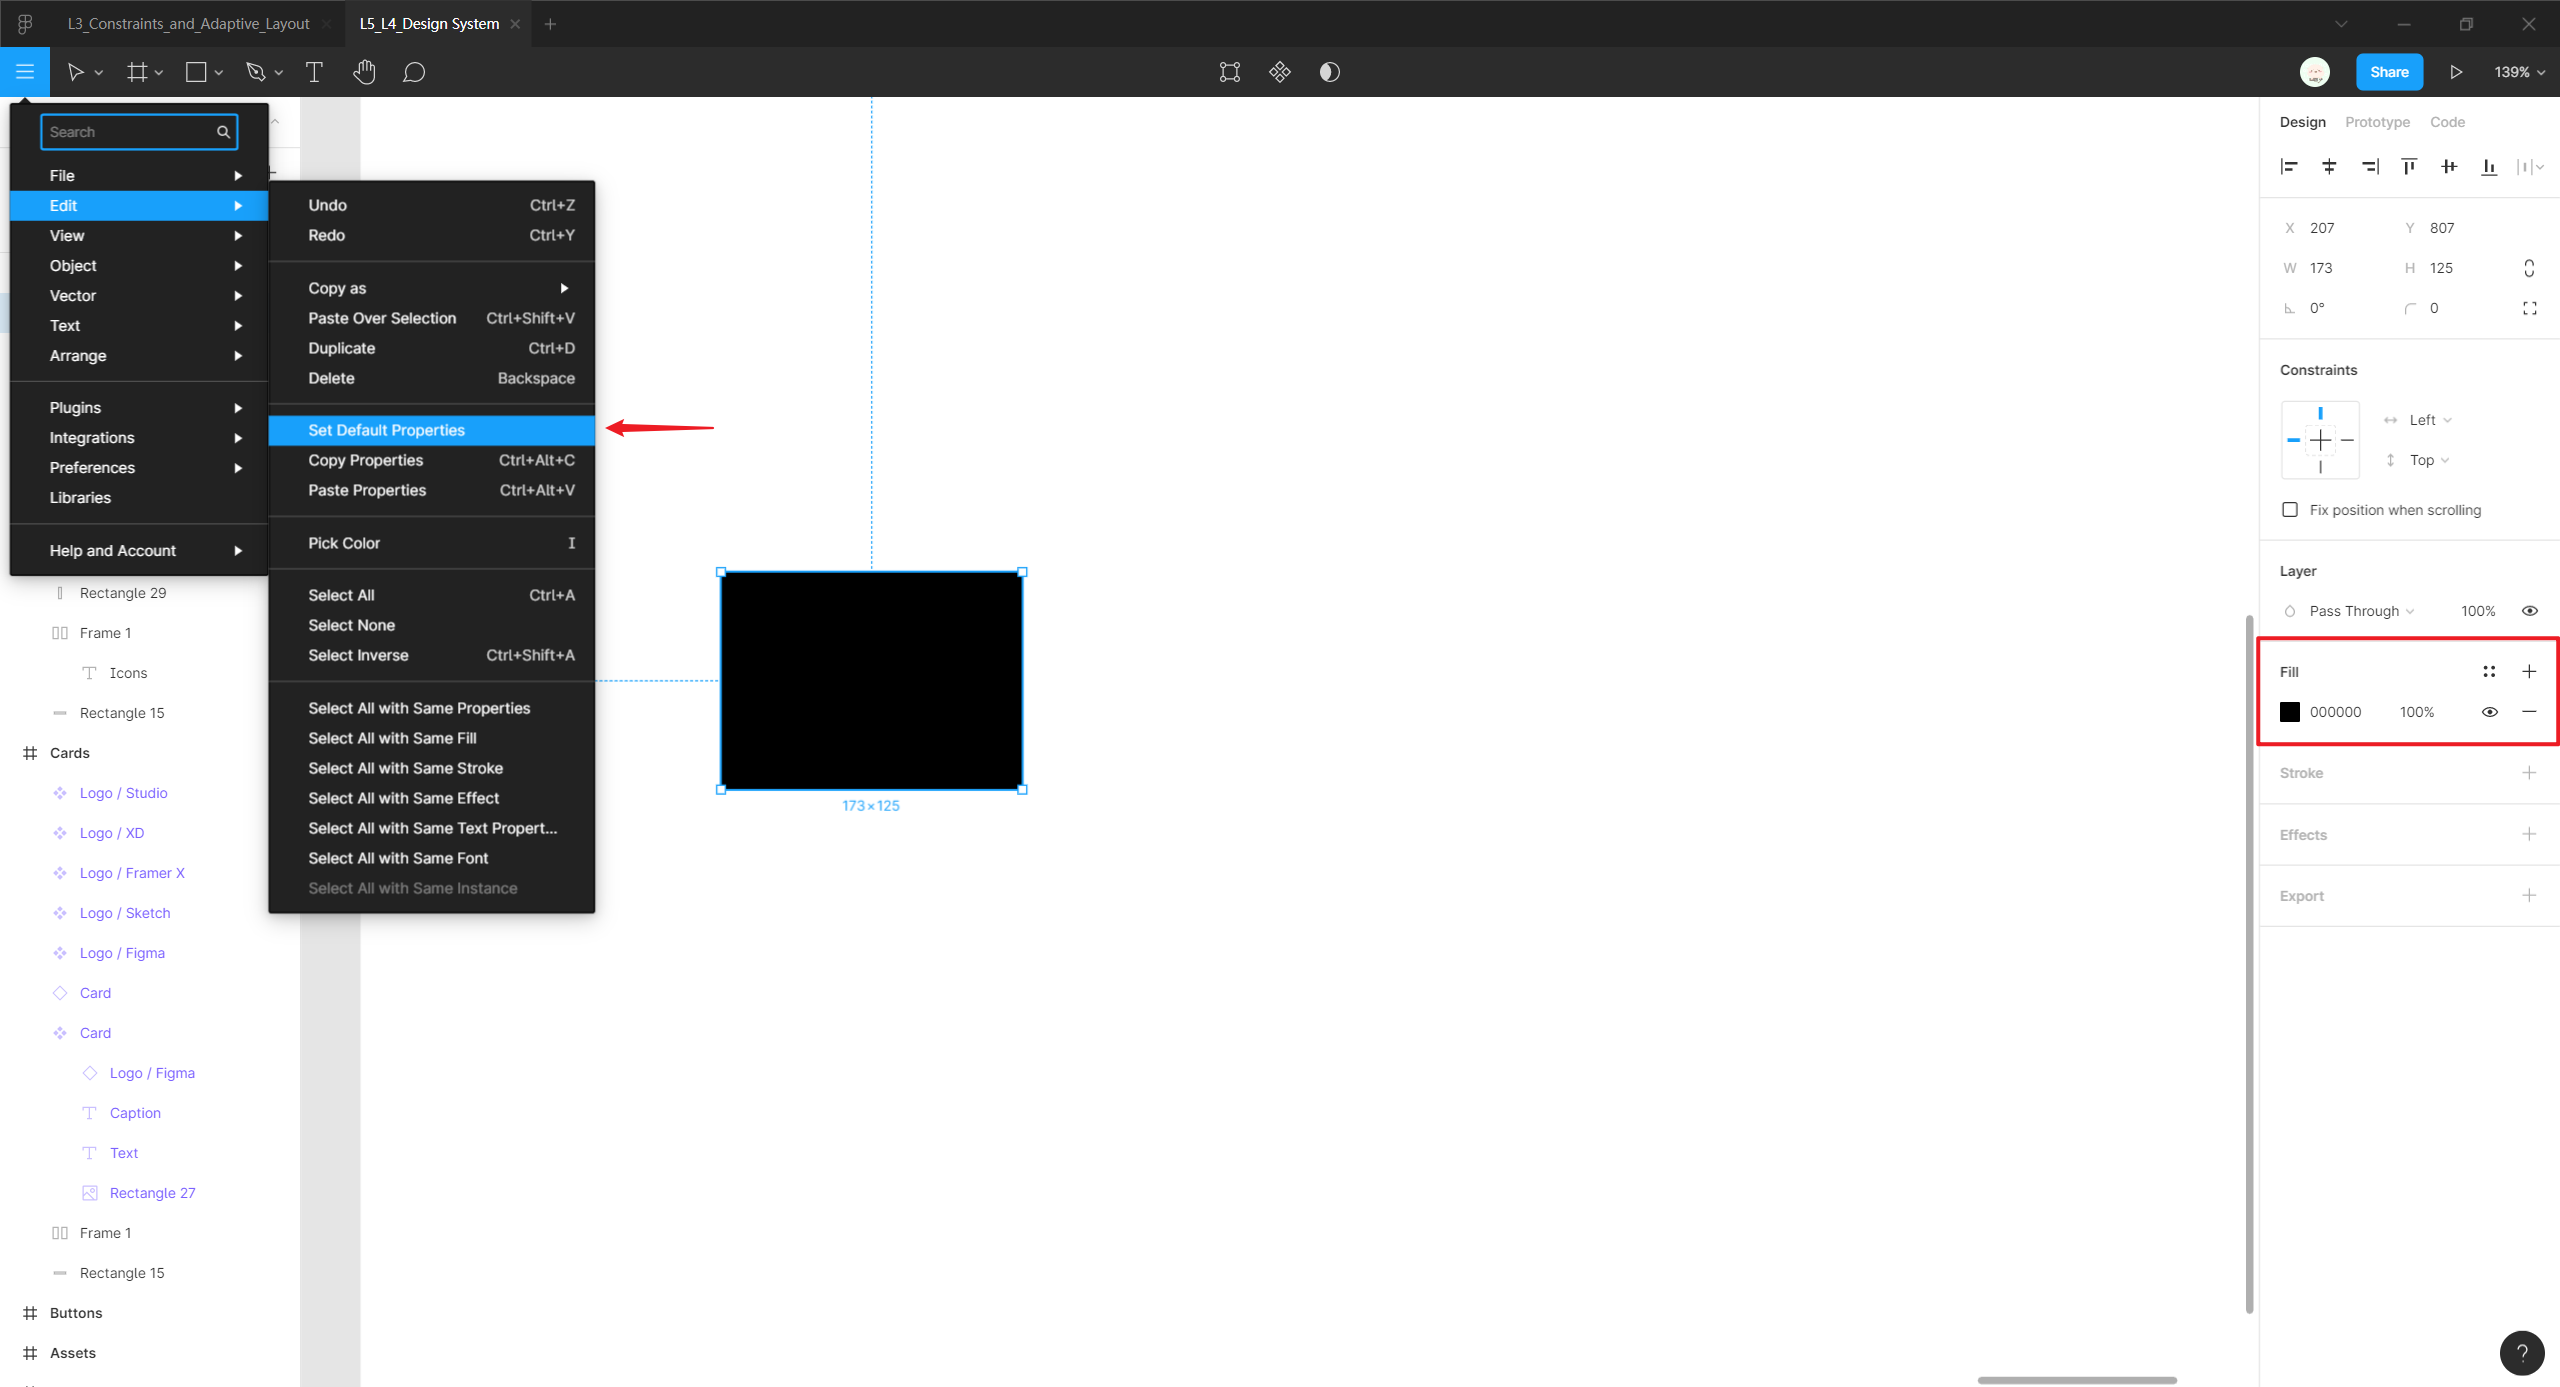 L3_Constraints_and_Adaptive_Layout
L5_L4_Design System
Share
139%
Search
File
Edit
View
Object
Vector
Text
Arrange
Plugins
Integrations
Preferences
Libraries
Help and Account
Undo Ctrl+Z
Redo Ctrl+Y
Copy as
Paste Over Selection Ctrl+Shift+V
Duplicate Ctrl+D
Delete Backspace
Set Default Properties
Copy Properties Ctrl+Alt+C
Paste Properties Ctrl+Alt+V
Pick Color I
Select All Ctrl+A
Select None
Select Inverse Ctrl+Shift+A
Select All with Same Properties
Select All with Same Fill
Select All with Same Stroke
Select All with Same Effect
Select All with Same Text Propert...
Select All with Same Font
Select All with Same Instance
Rectangle 29
Frame 1
Icons
Rectangle 15
Cards
Logo / Studio
Logo / XD
Logo / Framer X
Logo / Sketch
Logo / Figma
Card
Card
Logo / Figma
Caption
Text
Rectangle 27
Frame 1
Rectangle 15
Buttons
Assets
173 × 125
Design Prototype Code
X 207 Y 807
W 173 H 125
0° 0
Constraints
Left
Top
Fix position when scrolling
Layer
Pass Through 100%
Fill
000000 100%
Stroke
Effects
Export
?